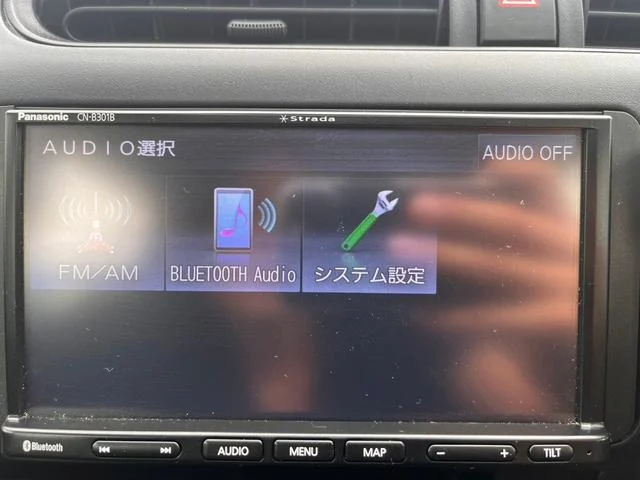 Panasonic CN-B301B Strada
AUDIO選択 AUDIO OFF
FM/AM BLUETOOTH Audio システム設定
Bluetooth AUDIO MENU MAP − + TILT